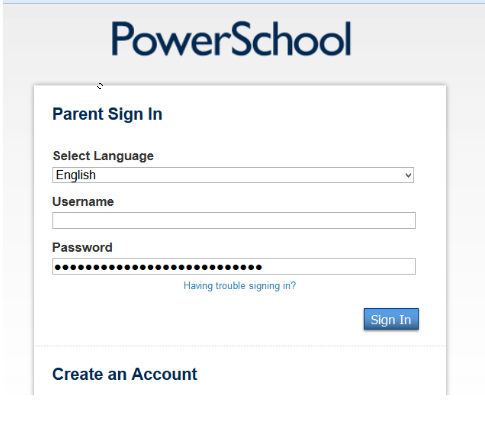 PowerSchool
Parent Sign In
Select Language
English
Username
Password
●●●●●●●●●●●●●●●●●●●●●●●●●●●
Having trouble signing in?
Sign In
Create an Account